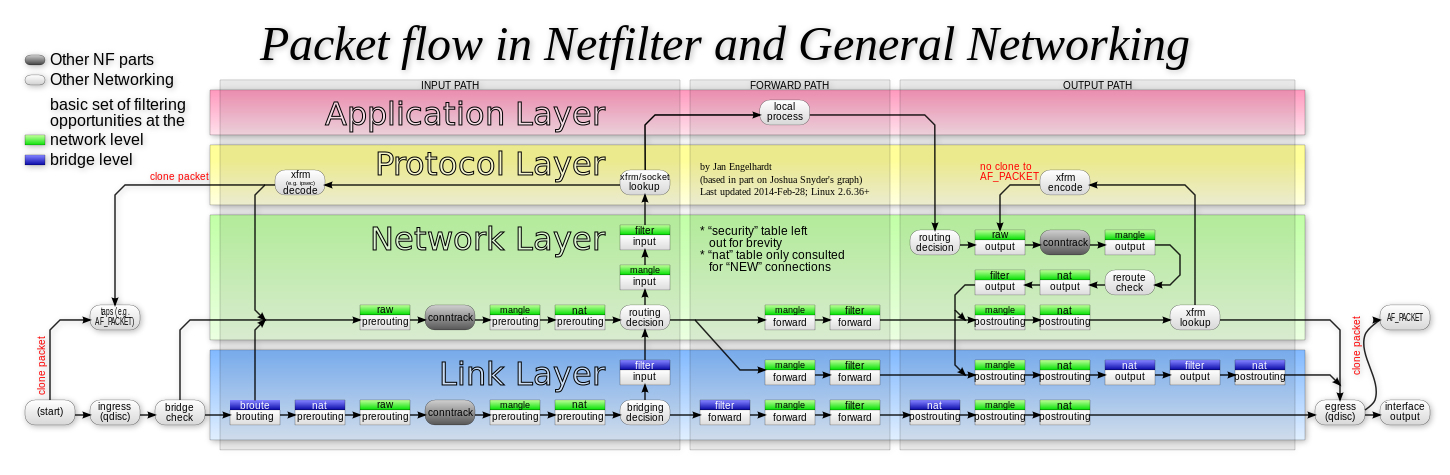 Packet flow in Netfilter and General Networking
Other NF parts
Other Networking
basic set of filtering
opportunities at the
network level
bridge level
INPUT PATH
FORWARD PATH
OUTPUT PATH
Application Layer
local
process
Protocol Layer
clone packet
xfrm
(e.g. ipsec)
decode
xfrm/socket
lookup
by Jan Engelhardt
(based in part on Joshua Snyder's graph)
Last updated 2014-Feb-28; Linux 2.6.36+
no clone to
AF_PACKET
xfrm
encode
Network Layer
filter
input
mangle
input
* “security” table left
out for brevity
* “nat” table only consulted
for “NEW” connections
routing
decision
raw
output
conntrack
mangle
output
filter
output
nat
output
reroute
check
taps (e.g.
AF_PACKET)
raw
prerouting
conntrack
mangle
prerouting
nat
prerouting
routing
decision
mangle
forward
filter
forward
mangle
postrouting
nat
postrouting
xfrm
lookup
AF_PACKET
clone packet
clone packet
Link Layer
filter
input
mangle
forward
filter
forward
mangle
postrouting
nat
postrouting
nat
output
filter
output
nat
postrouting
(start)
ingress
(qdisc)
bridge
check
broute
brouting
nat
prerouting
raw
prerouting
conntrack
mangle
prerouting
nat
prerouting
bridging
decision
filter
forward
mangle
forward
filter
forward
nat
postrouting
mangle
postrouting
nat
postrouting
egress
(qdisc)
interface
output